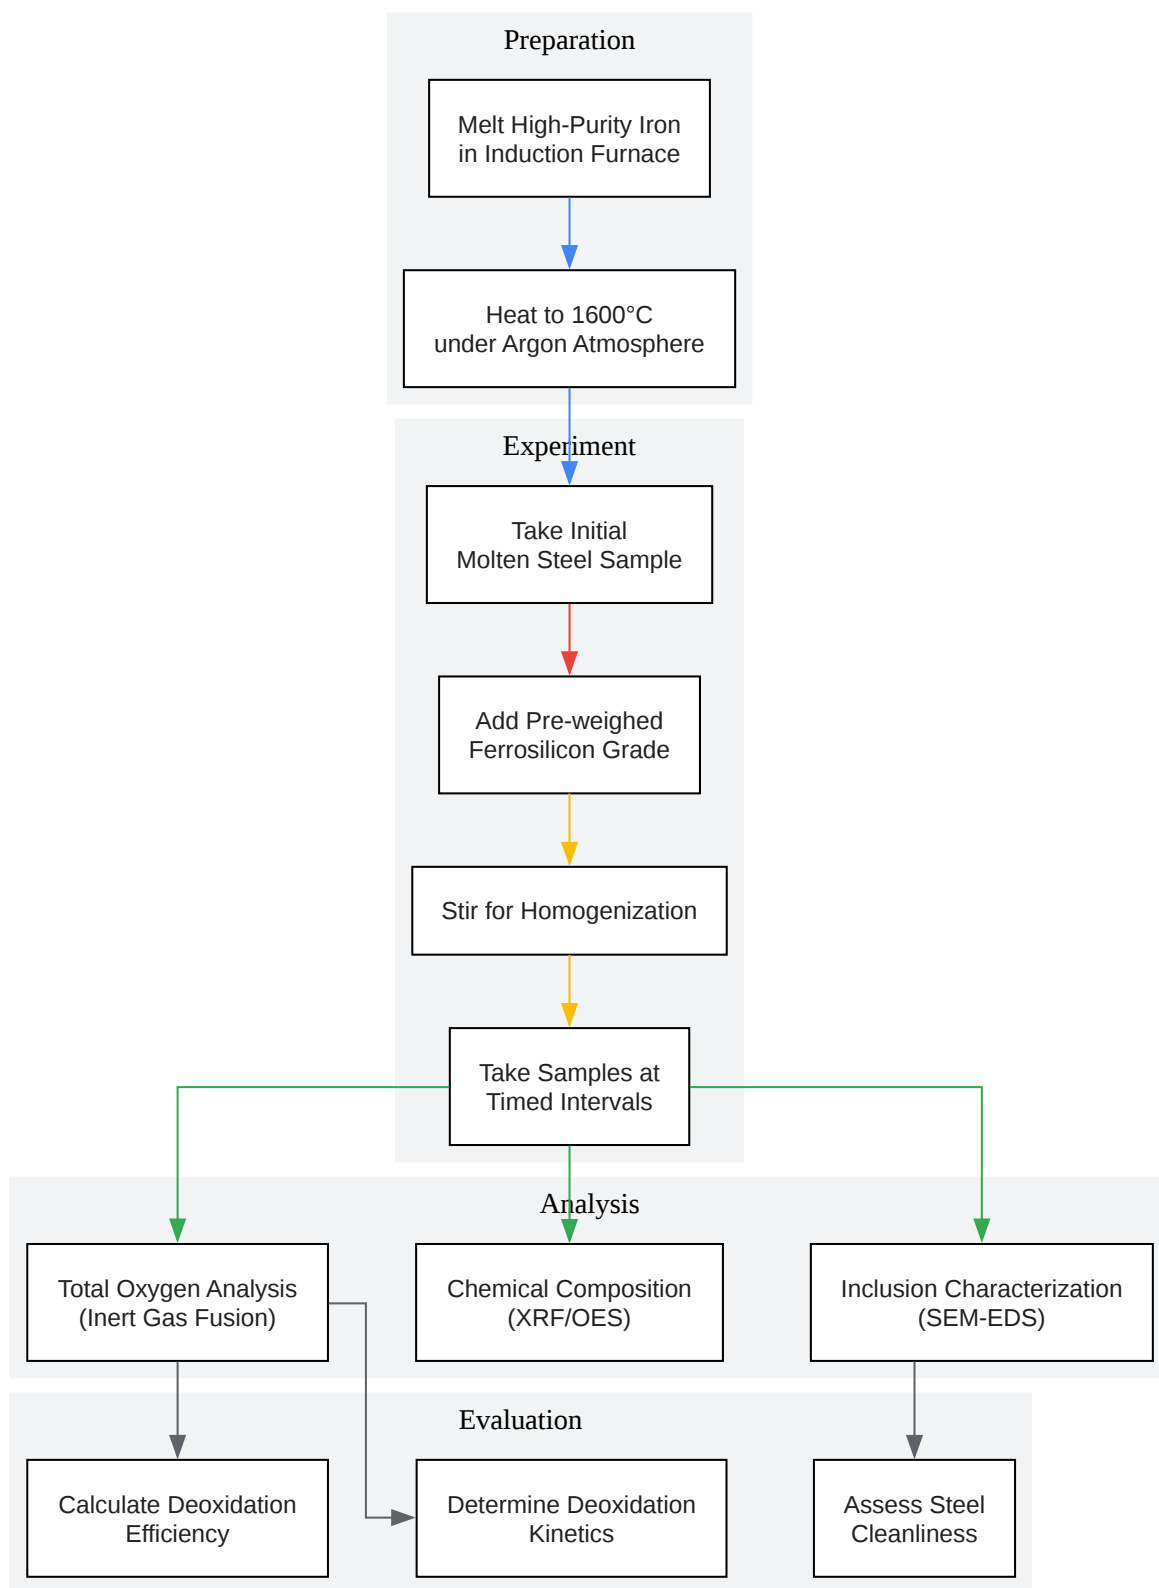 Preparation
Melt High-Purity Iron
in Induction Furnace
Heat to 1600°C
under Argon Atmosphere
Experiment
Take Initial
Molten Steel Sample
Add Pre-weighed
Ferrosilicon Grade
Stir for Homogenization
Take Samples at
Timed Intervals
Analysis
Total Oxygen Analysis
(Inert Gas Fusion)
Chemical Composition
(XRF/OES)
Inclusion Characterization
(SEM-EDS)
Evaluation
Calculate Deoxidation
Efficiency
Determine Deoxidation
Kinetics
Assess Steel
Cleanliness